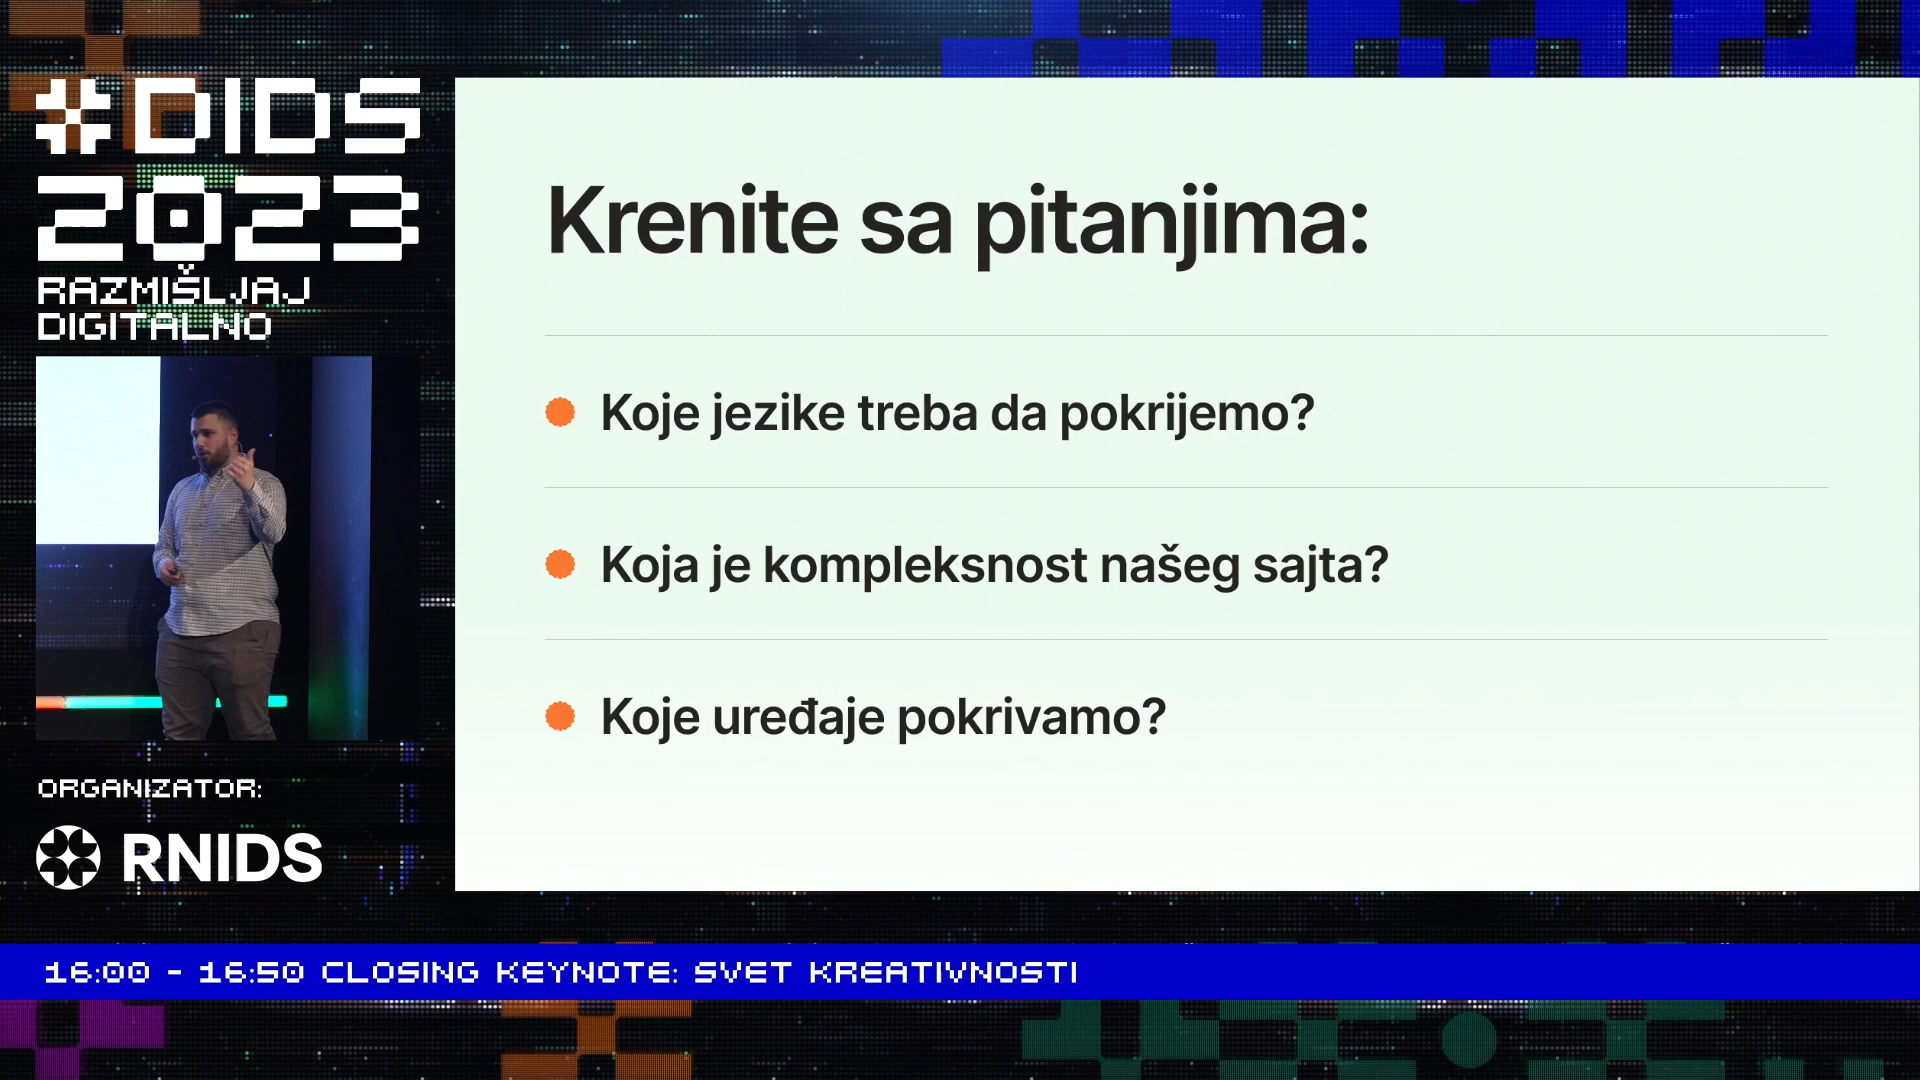 #DIDS
2023
RAZMIŠLJAJ
DIGITALNO
Krenite sa pitanjima:
Koje jezike treba da pokrijemo?
Koja je kompleksnost našeg sajta?
Koje uređaje pokrivamo?
ORGANIZATOR:
RNIDS
16:00 - 16:50 CLOSING KEYNOTE: SVET KREATIVNOSTI